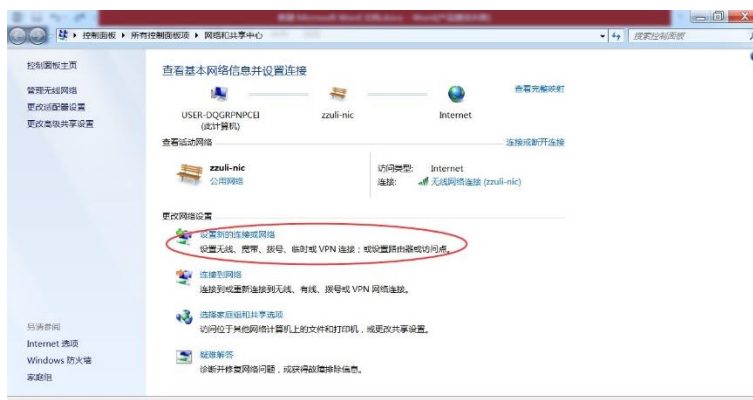 控制面板 ▸ 所有控制面板项 ▸ 网络和共享中心
搜索控制面板
控制面板主页
管理无线网络
更改适配器设置
更改高级共享设置
查看基本网络信息并设置连接
查看完整映射
USER-DQGRPNPCEI
(此计算机)
zzuli-nic
Internet
查看活动网络
连接或断开连接
zzuli-nic
公用网络
访问类型: Internet
连接: 无线网络连接 (zzuli-nic)
更改网络设置
设置新的连接或网络
设置无线、宽带、拨号、临时或 VPN 连接；或设置路由器或访问点。
连接到网络
连接到或重新连接到无线、有线、拨号或 VPN 网络连接。
选择家庭组和共享选项
访问位于其他网络计算机上的文件和打印机，或更改共享设置。
疑难解答
诊断并修复网络问题，或获得故障排除信息。
另请参阅
Internet 选项
Windows 防火墙
家庭组